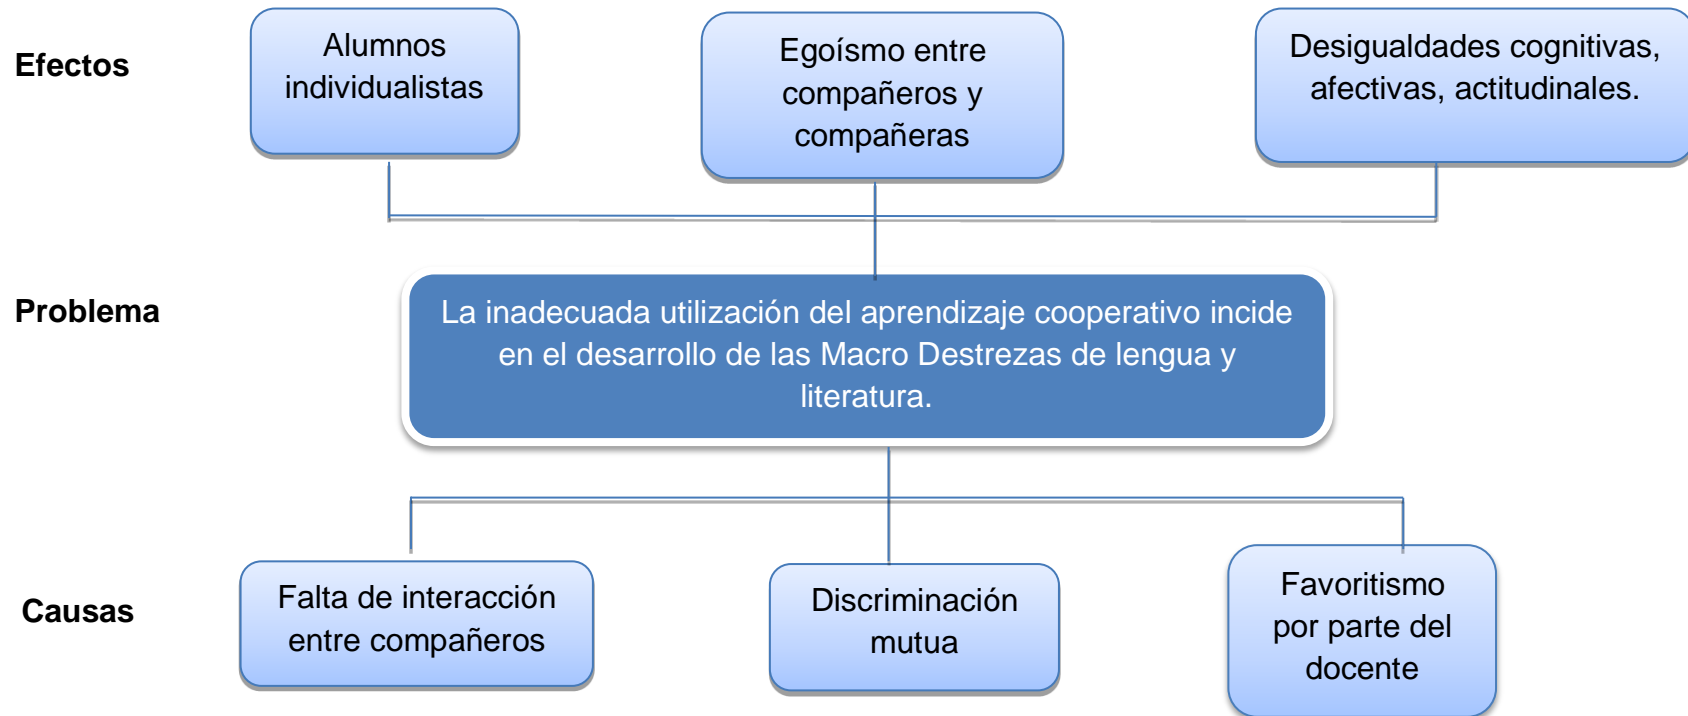 Efectos
Alumnos
individualistas
Egoísmo entre
compañeros y
compañeras
Desigualdades cognitivas,
afectivas, actitudinales.
Problema
La inadecuada utilización del aprendizaje cooperativo incide
en el desarrollo de las Macro Destrezas de lengua y
literatura.
Causas
Falta de interacción
entre compañeros
Discriminación
mutua
Favoritismo
por parte del
docente